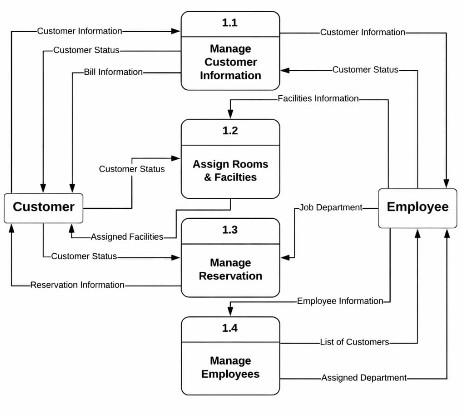 1.1
Customer Information
Customer Information
Customer Status
Manage
Customer
Information
Bill Information
Customer Status
Facilities Information
1.2
Customer Status
Assign Rooms
& Facilties
Customer
Employee
Job Department
1.3
Assigned Facilities
Customer Status
Manage
Reservation
Reservation Information
Employee Information
1.4
List of Customers
Manage
Employees
Assigned Department